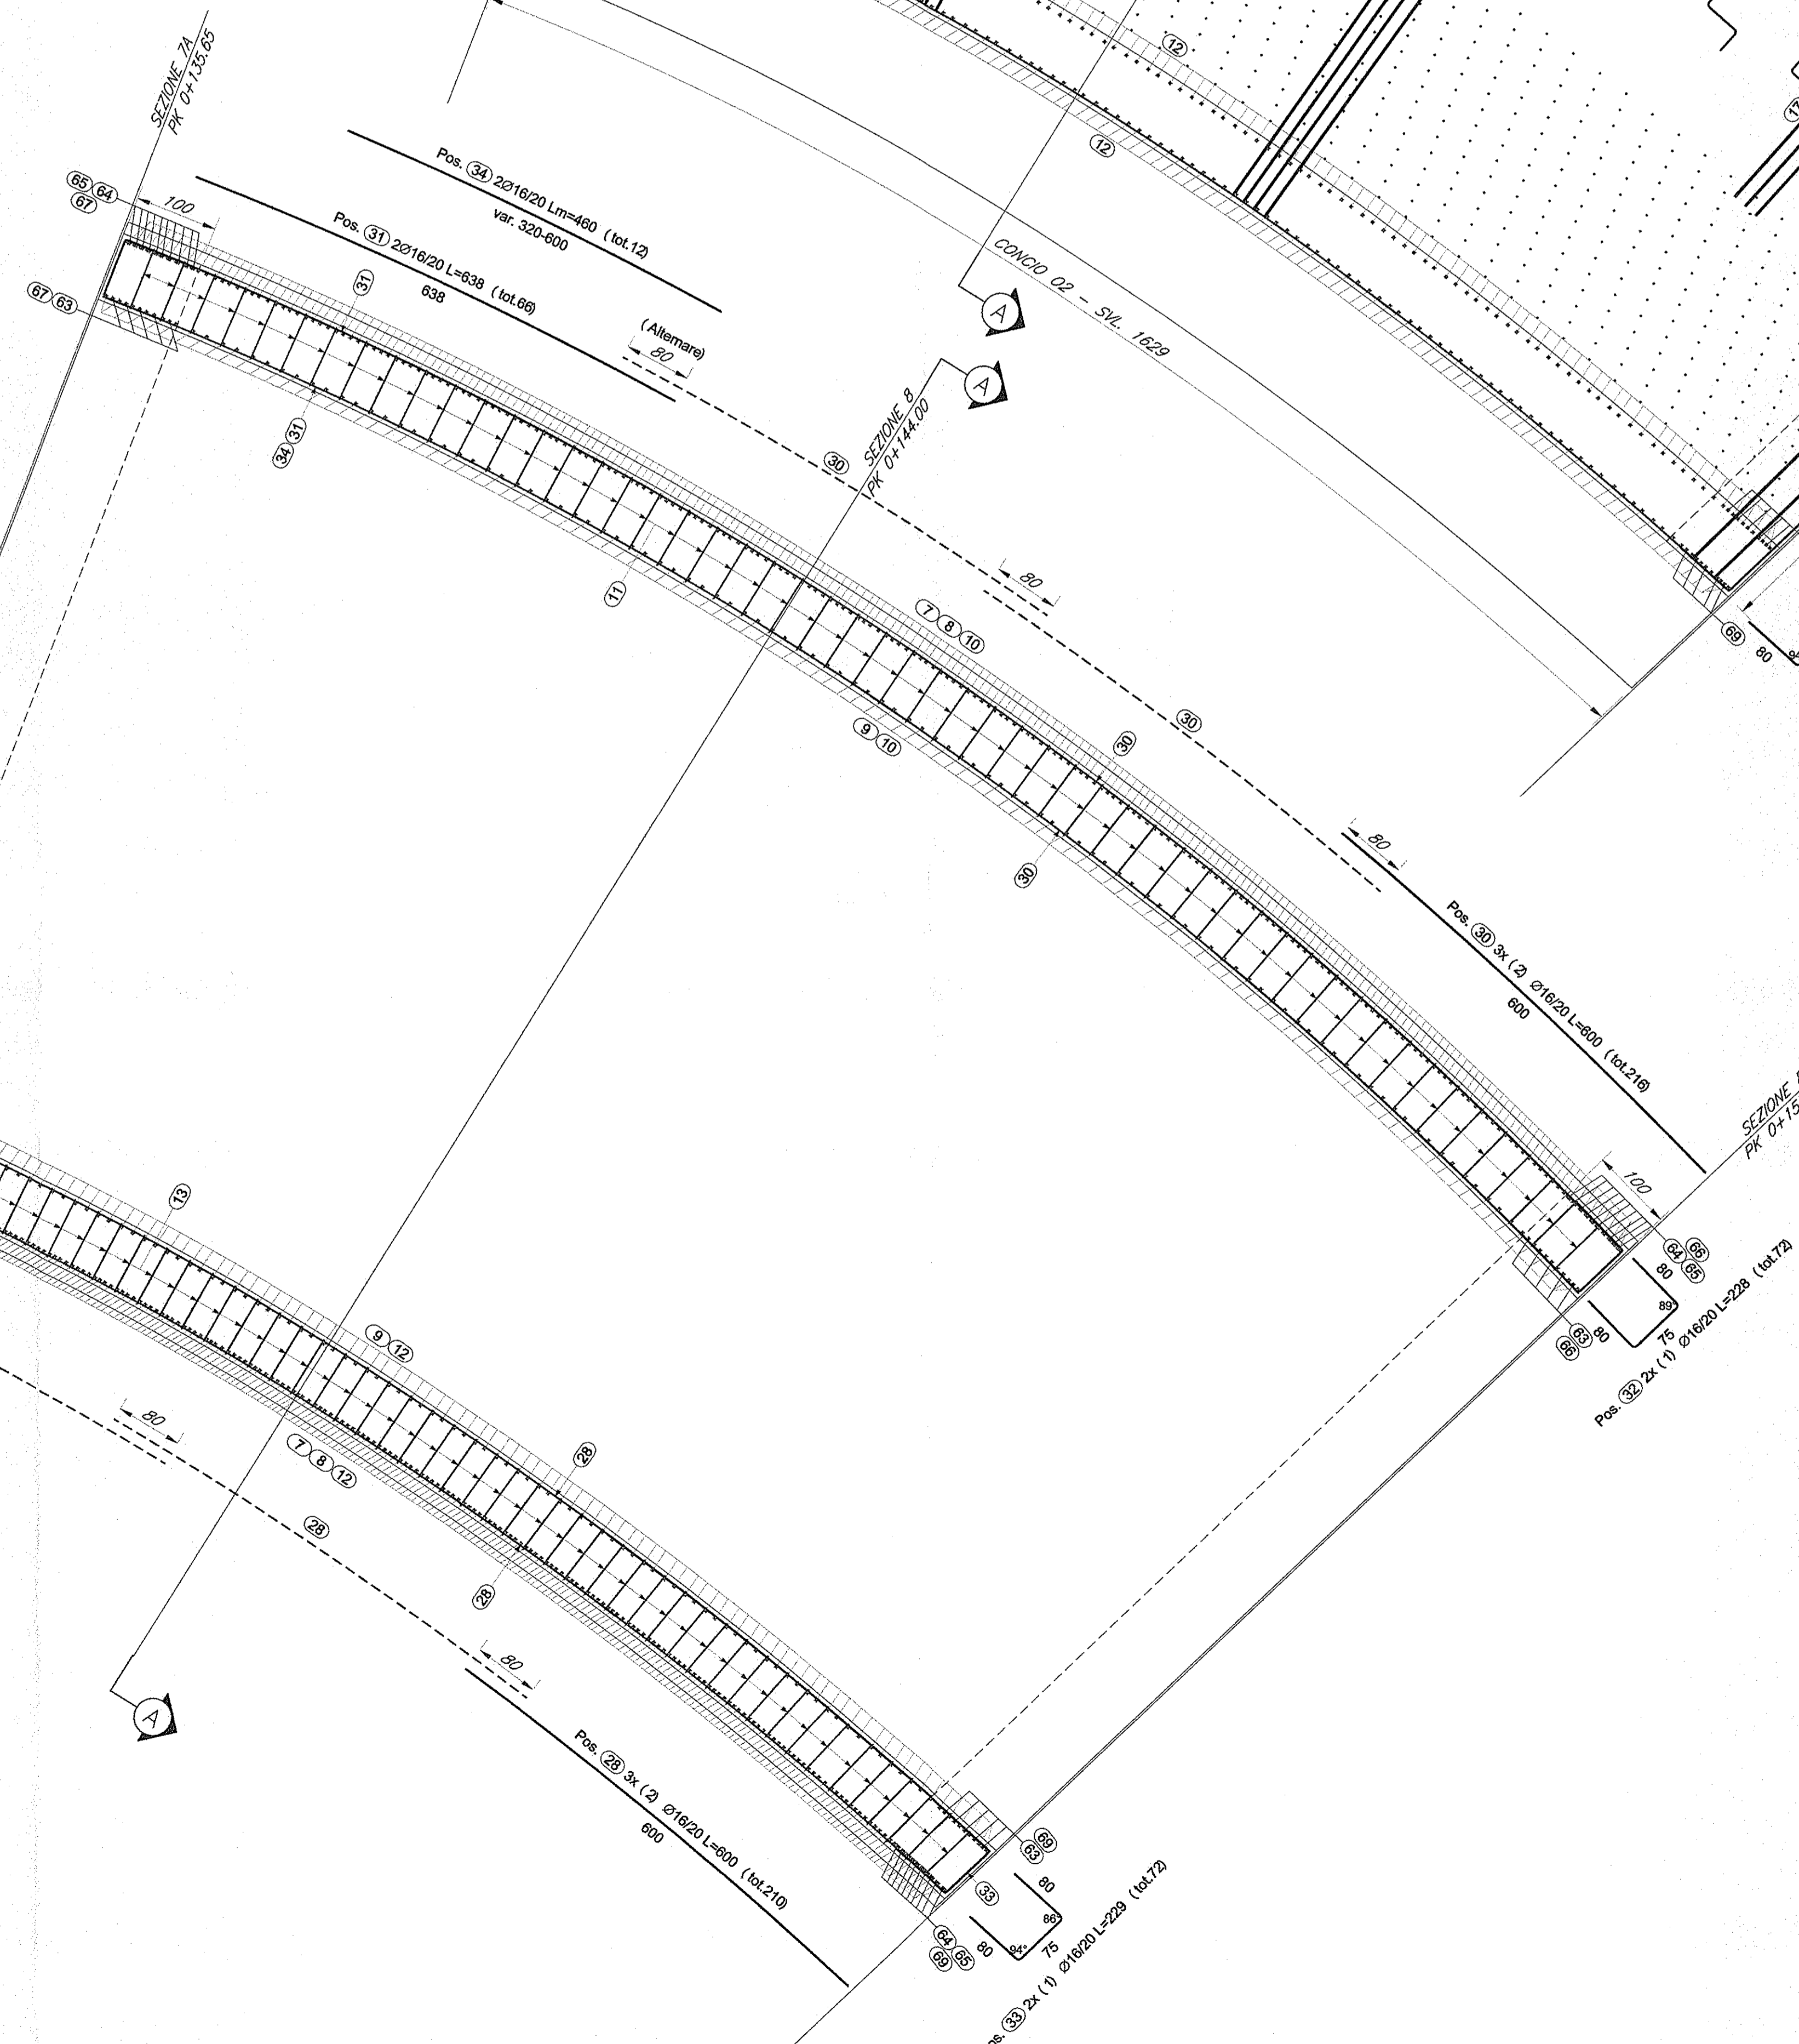 SEZIONE 7A
PK 0+135.65
12
12
65 64
67
100
Pos. 34 2Ø16/20 Lm=460 (tot.12)
var. 320-600
Pos. 31 2Ø16/20 L=638 (tot.66)
638
31
67 63
(Alternare)
80
CONCIO 02 - SVL. 1629
A
A
SEZIONE 8
PK 0+144.00
34 31
30
11
80
7 8 10
69
80
9 10
30
30
30
80
Pos. 30 3x (2) Ø16/20 L=600 (tot.216)
600
SEZIONE
100
64 66
65
80
89°
75
80
63
66
Pos. 32 2x (1) Ø16/20 L=228 (tot.72)
13
9 12
80
7 8 12
28
28
28
80
A
Pos. 28 3x (2) Ø16/20 L=600 (tot.210)
600
69
63
33
80
86°
94°
75
80
64 65
69
33 2x (1) Ø16/20 L=229 (tot.72)